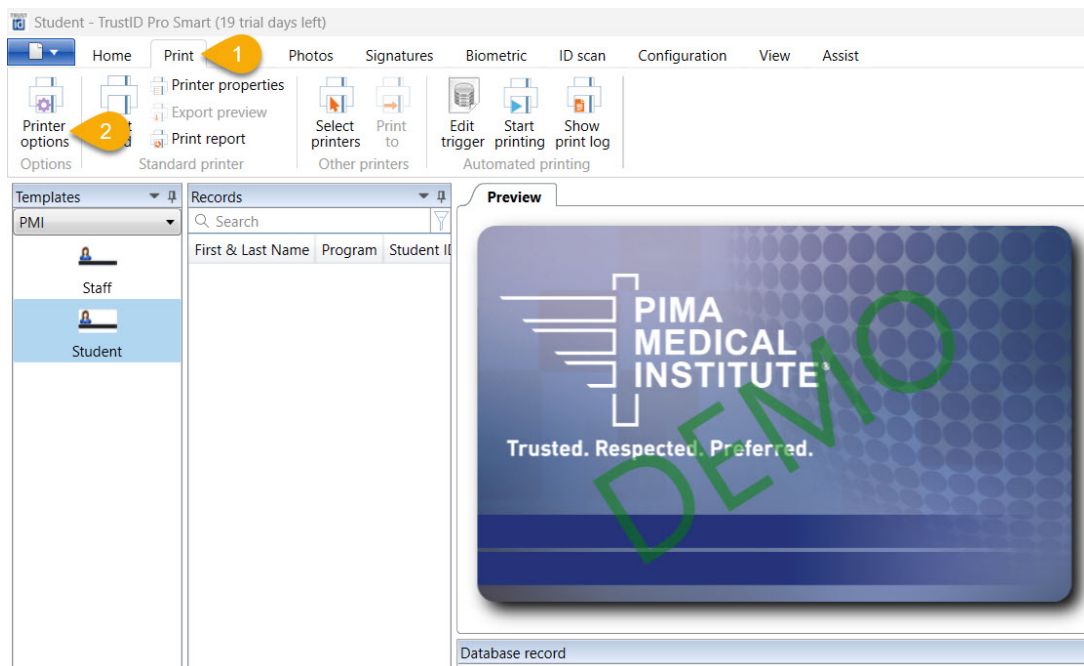 TRUST ID
Student - TrustID Pro Smart (19 trial days left)
Home Print 1 Photos Signatures Biometric ID scan Configuration View Assist
Printer properties
Export preview
Print report
Printer options 2
Select printers
Print to
Edit trigger
Start printing
Show print log
Options Standard printer Other printers Automated printing
Templates Records Preview
PMI Search
First & Last Name Program Student
Staff
Student
PIMA
MEDICAL
INSTITUTE®
Trusted. Respected. Preferred.
DEMO
Database record